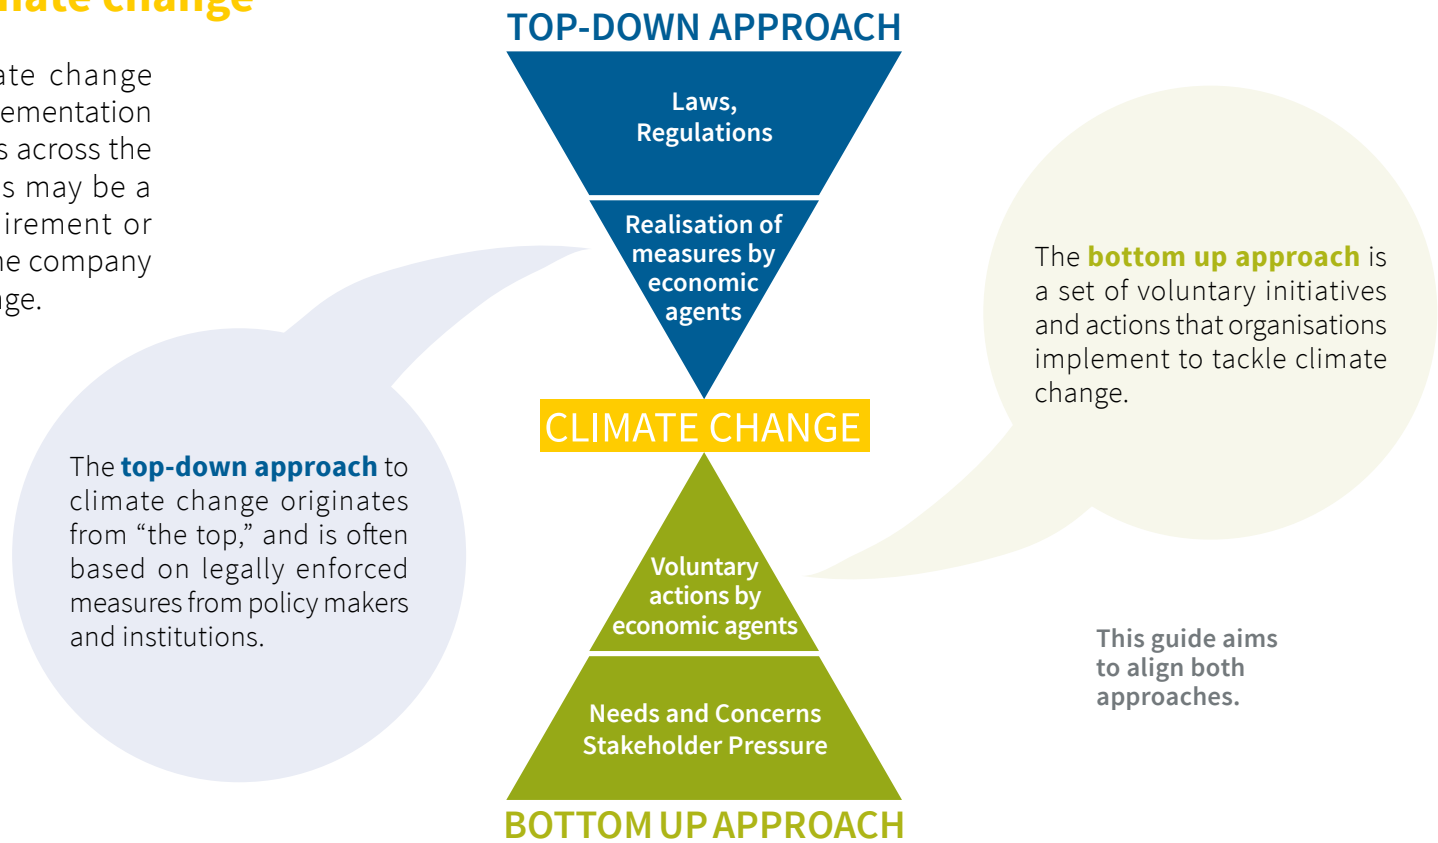 mate change
ate change
ementation
s across the
s may be a
irement or
he company
ge.
TOP-DOWN APPROACH
Laws,
Regulations
Realisation of
measures by
economic
agents
CLIMATE CHANGE
Voluntary
actions by
economic agents
Needs and Concerns
Stakeholder Pressure
BOTTOM UP APPROACH
The top-down approach to
climate change originates
from “the top,” and is often
based on legally enforced
measures from policy makers
and institutions.
The bottom up approach is
a set of voluntary initiatives
and actions that organisations
implement to tackle climate
change.
This guide aims
to align both
approaches.